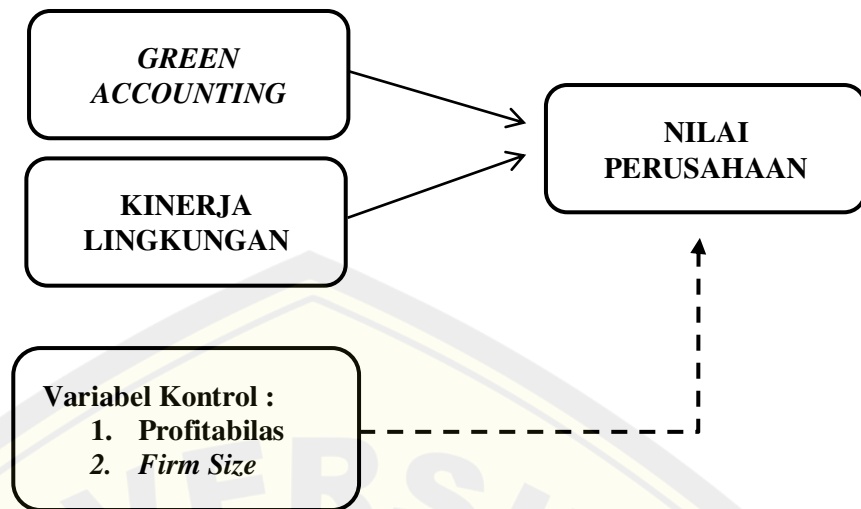 GREEN
ACCOUNTING
NILAI
PERUSAHAAN
KINERJA
LINGKUNGAN
Variabel Kontrol :
1. Profitabilas
2. Firm Size